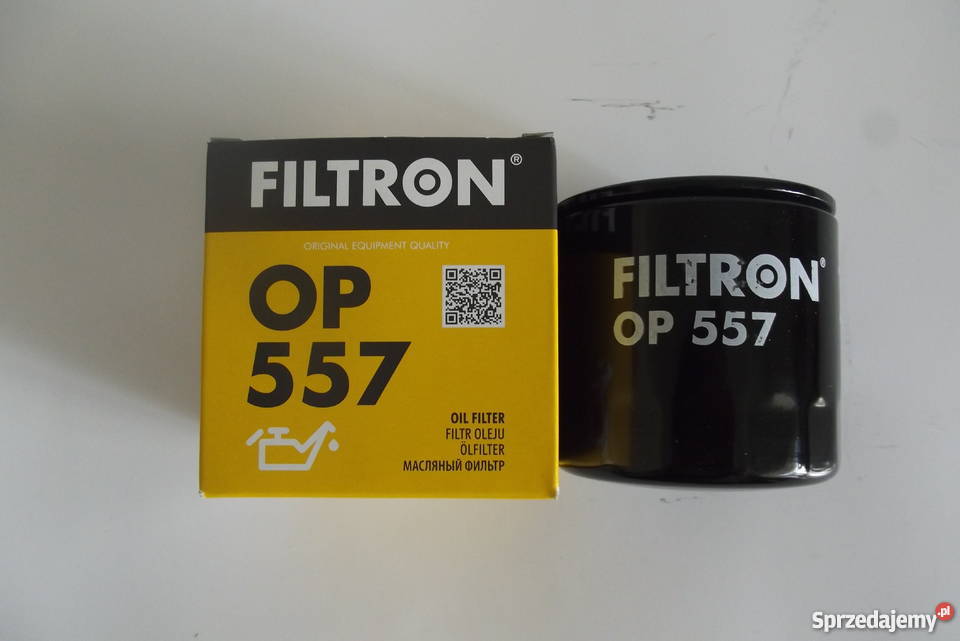 FILTRON®
ORIGINAL EQUIPMENT QUALITY
OP
557
OIL FILTER
FILTR OLEJU
ÖLFILTER
МАСЛЯНЫЙ ФИЛЬТР
FILTRON®
OP 557
Sprzedajemy.pl